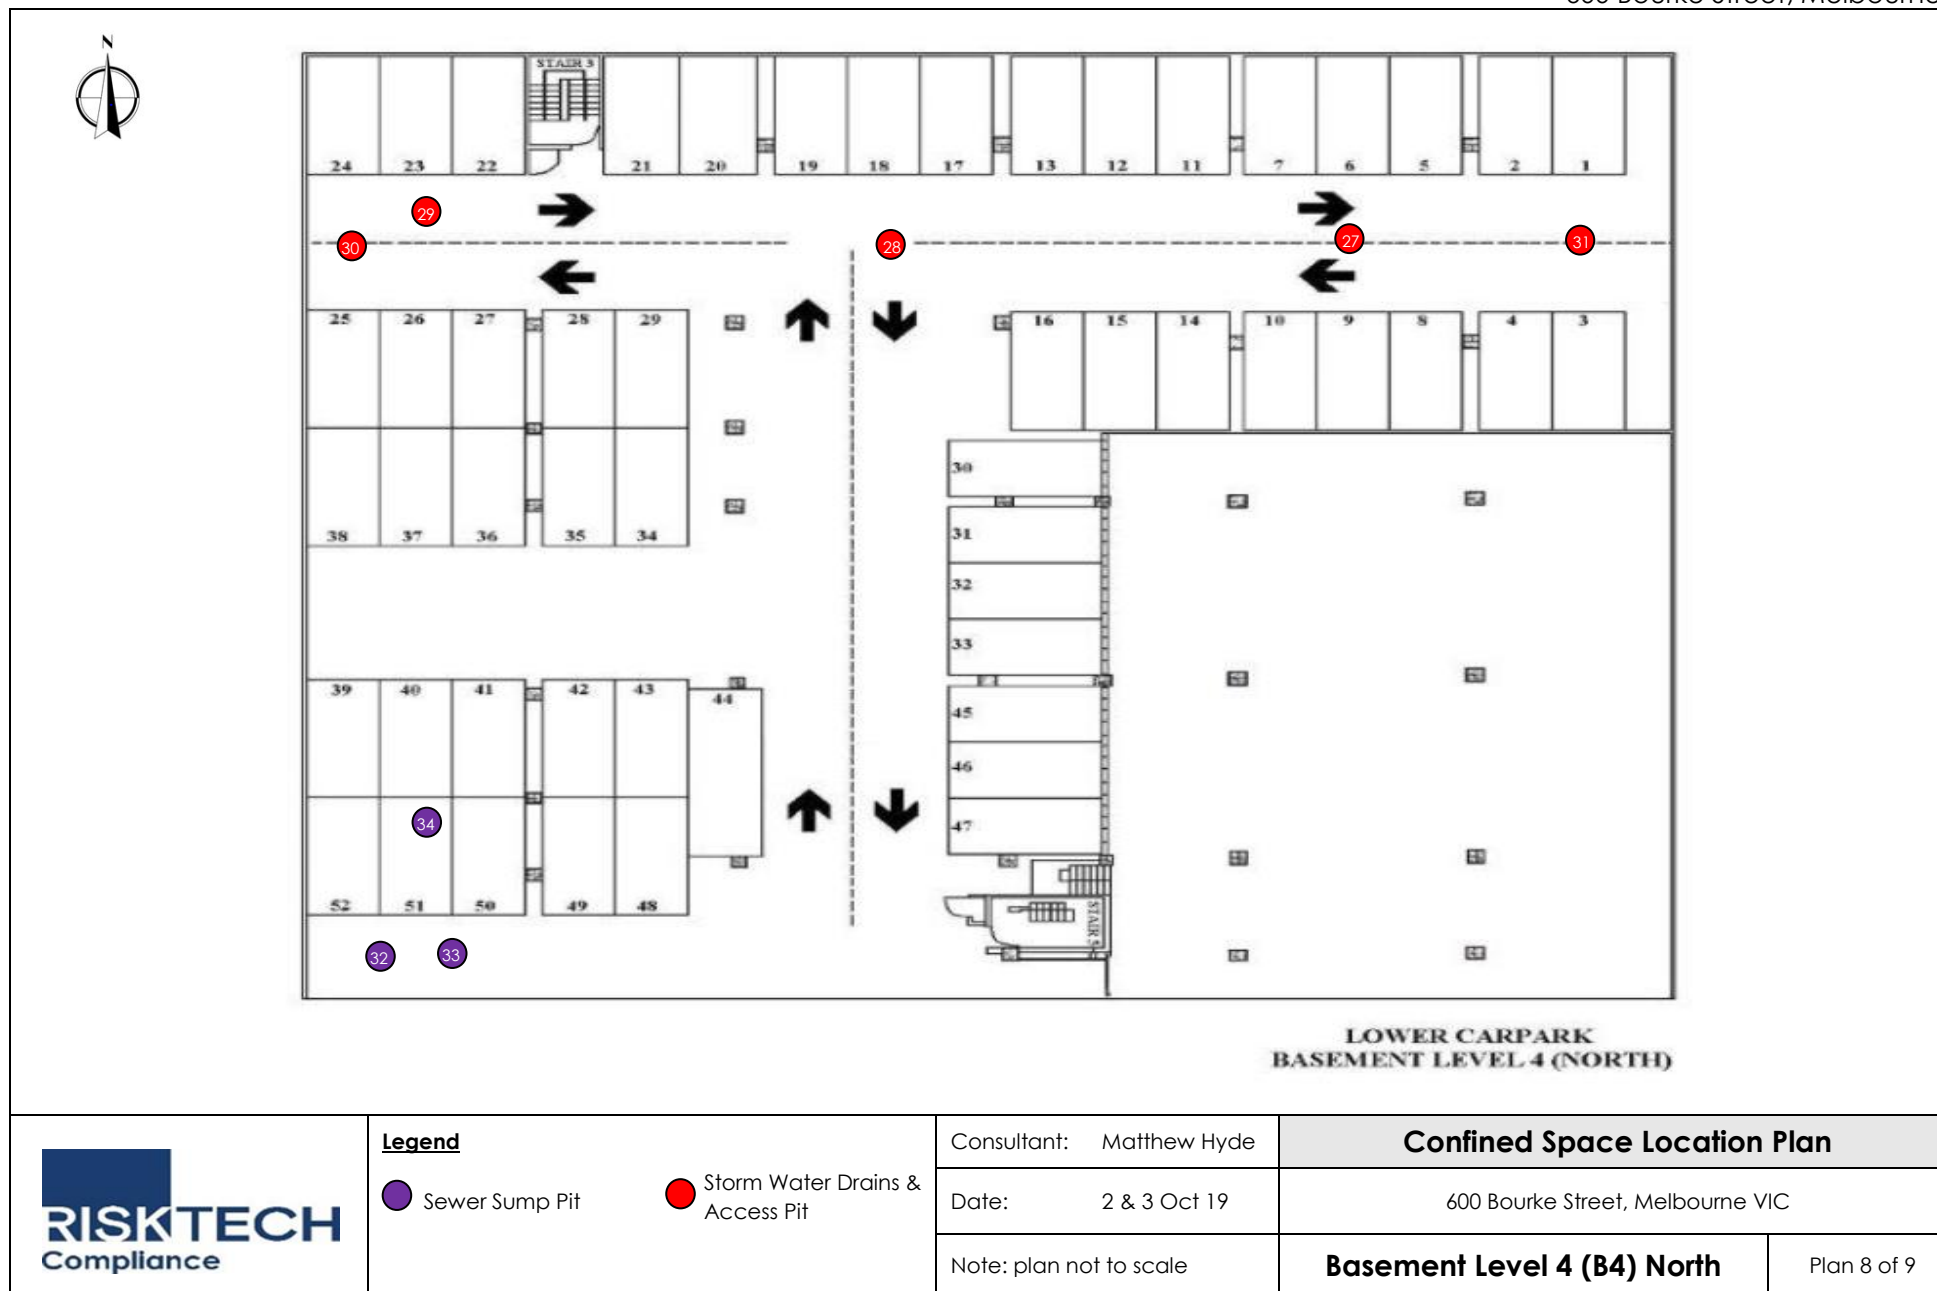 600 Bourke Street, Melbourne
N
STAIR 3
24 23 22 21 20 19 18 17 13 12 11 7 6 5 2 1
29
30 28 27 31
25 26 27 28 29 16 15 14 10 9 8 4 3
30
31
38 37 36 35 34
32
33
39 40 41 42 43 44
45
46
34
47
52 51 50 49 48
STAIR 5
32 33
LOWER CARPARK
BASEMENT LEVEL 4 (NORTH)
RISKTECH
Compliance
Legend
Sewer Sump Pit
Storm Water Drains &
Access Pit
Consultant: Matthew Hyde
Date: 2 & 3 Oct 19
Note: plan not to scale
Confined Space Location Plan
600 Bourke Street, Melbourne VIC
Basement Level 4 (B4) North
Plan 8 of 9